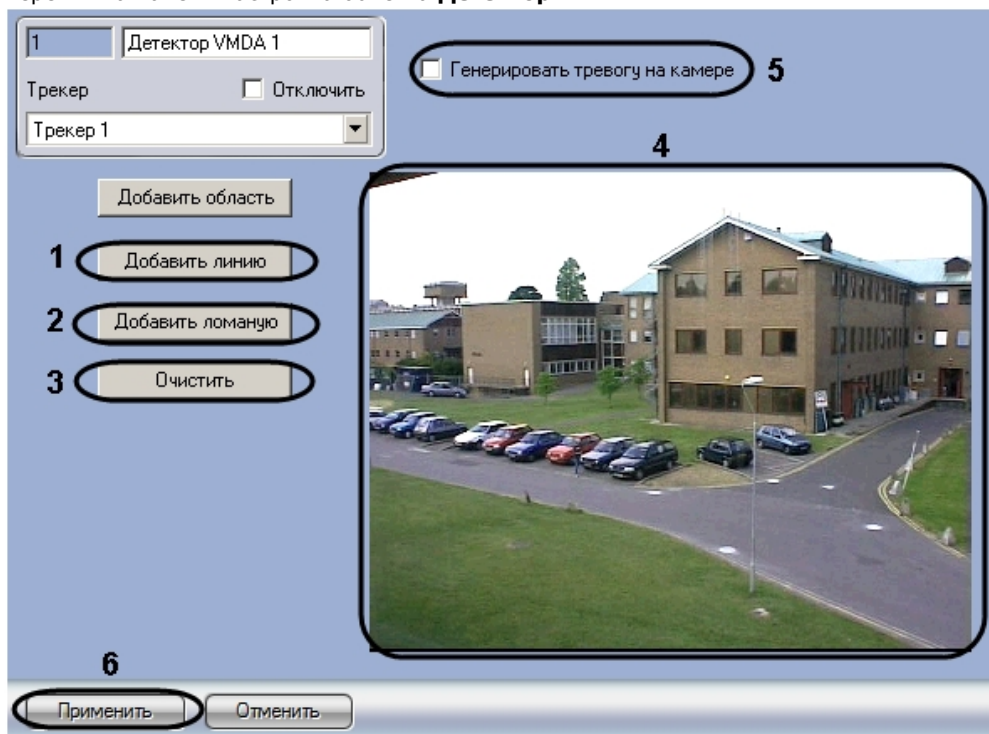 1
Детектор VMDA 1
Генерировать тревогу на камере
5
Трекер
Отключить
Трекер 1
4
Добавить область
1
Добавить линию
2
Добавить ломаную
3
Очистить
6
Применить
Отменить